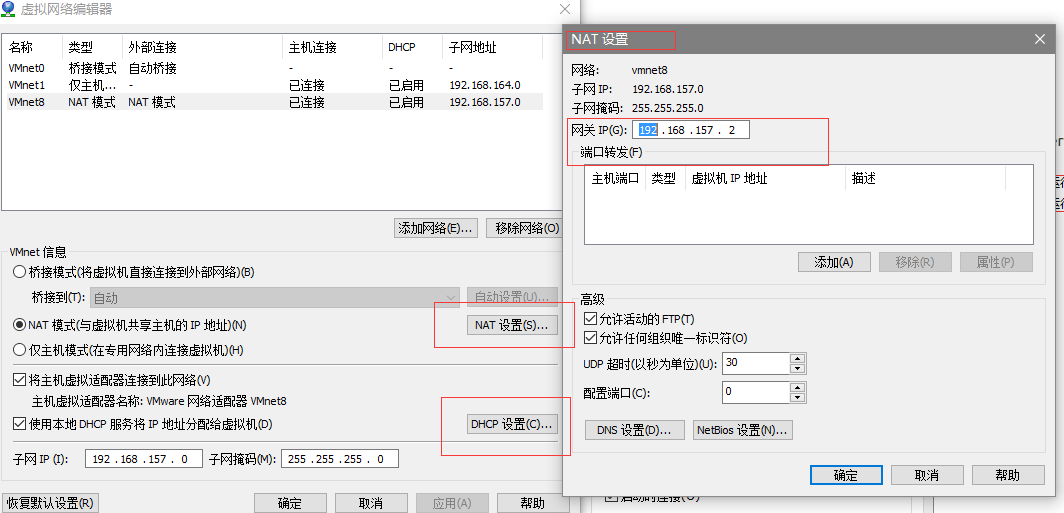 虚拟网络编辑器
名称 类型 外部连接 主机连接 DHCP 子网地址
VMnet0 桥接模式 自动桥接 - - -
VMnet1 仅主机... - 已连接 已启用 192.168.164.0
VMnet8 NAT 模式 NAT 模式 已连接 已启用 192.168.157.0
添加网络(E)... 移除网络(O)
VMnet 信息
桥接模式(将虚拟机直接连接到外部网络)(B)
桥接到(T): 自动 自动设置(U)...
NAT 模式(与虚拟机共享主机的 IP 地址)(N) NAT 设置(S)...
仅主机模式(在专用网络内连接虚拟机)(H)
将主机虚拟适配器连接到此网络(V)
主机虚拟适配器名称: VMware 网络适配器 VMnet8
使用本地 DHCP 服务将 IP 地址分配给虚拟机(D) DHCP 设置(C)...
子网 IP (I): 192 . 168 . 157 . 0 子网掩码(M): 255 . 255 . 255 . 0
恢复默认设置(R) 确定 取消 应用(A) 帮助
NAT 设置
网络: vmnet8
子网 IP: 192.168.157.0
子网掩码: 255.255.255.0
网关 IP(G): 192 . 168 . 157 . 2
端口转发(F)
主机端口 类型 虚拟机 IP 地址 描述
添加(A) 移除(R) 属性(P)
高级
允许活动的 FTP(T)
允许任何组织唯一标识符(O)
UDP 超时(以秒为单位)(U): 30
配置端口(C): 0
DNS 设置(D)... NetBios 设置(N)...
确定 取消 帮助